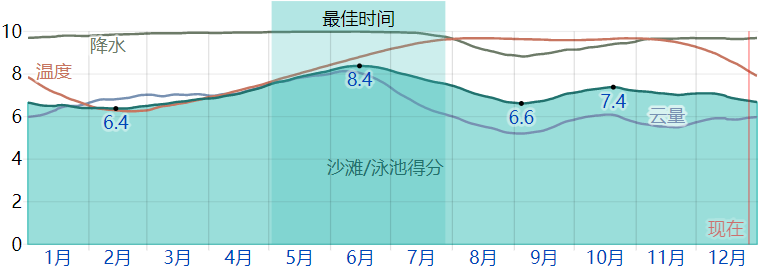 最佳时间
10
降水
温度
8
8.4
7.4
6
6.4
6.6
云量
4
沙滩/泳池得分
2
现在
0
1月 2月 3月 4月 5月 6月 7月 8月 9月 10月 11月 12月